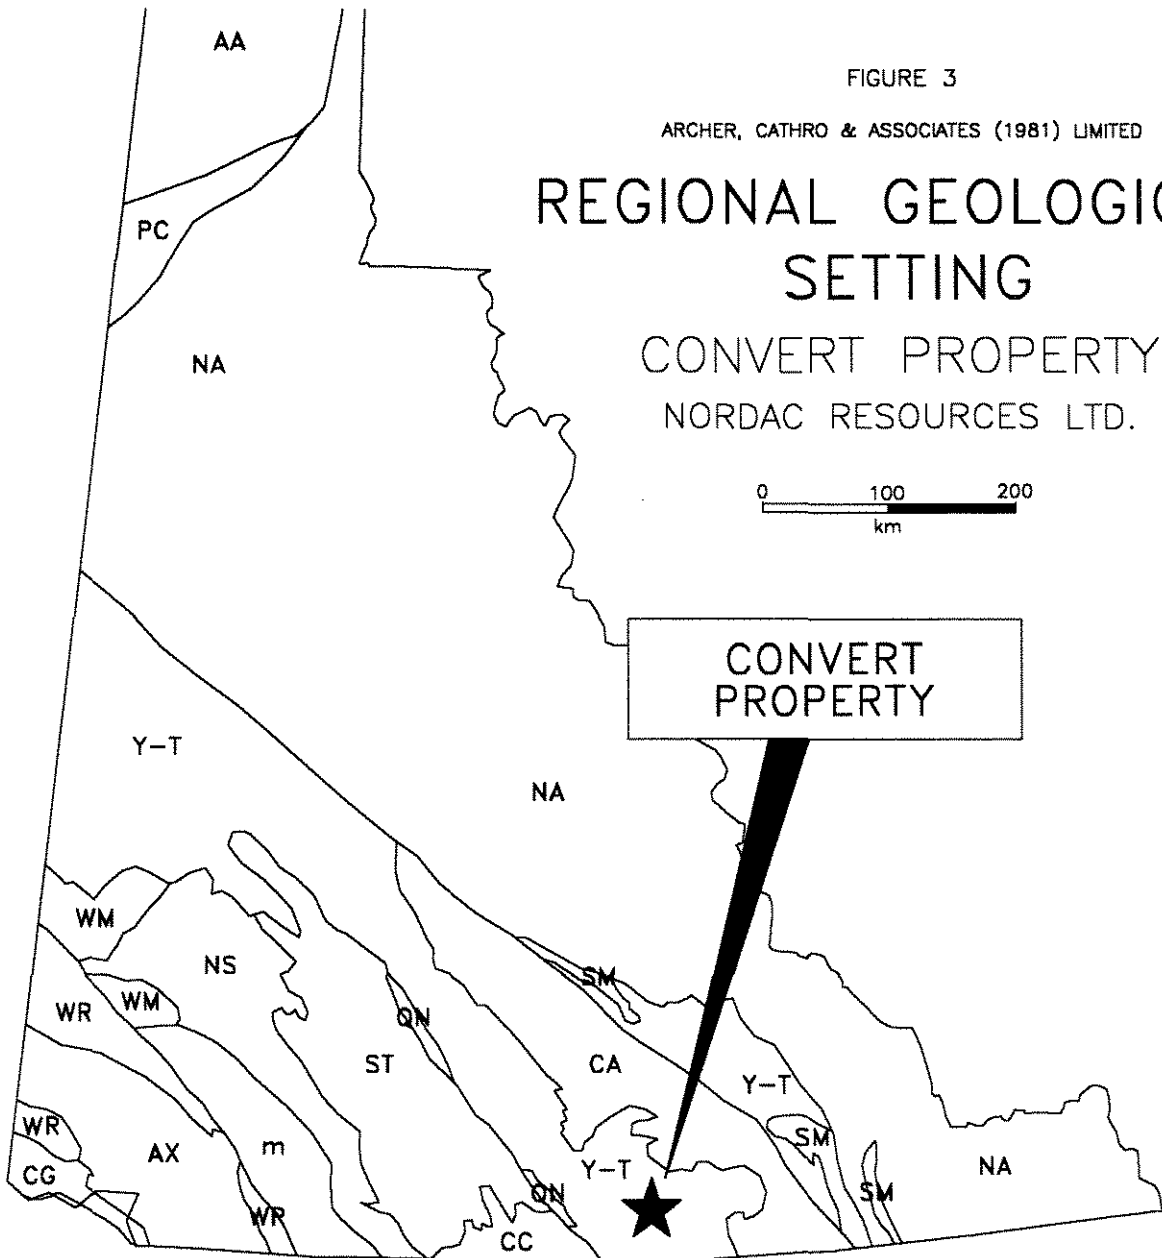 AA
FIGURE 3
ARCHER, CATHRO & ASSOCIATES (1981) LIMITED
REGIONAL GEOLOGIC
SETTING
PC
CONVERT PROPERTY
NA
NORDAC RESOURCES LTD.
0 100 200
km
CONVERT
PROPERTY
Y-T
NA
WM
NS
SM
WM
WR
QN
ST
CA
Y-T
WR
SM
m
AX
Y-T
NA
CG
QN
SM
WR
CC